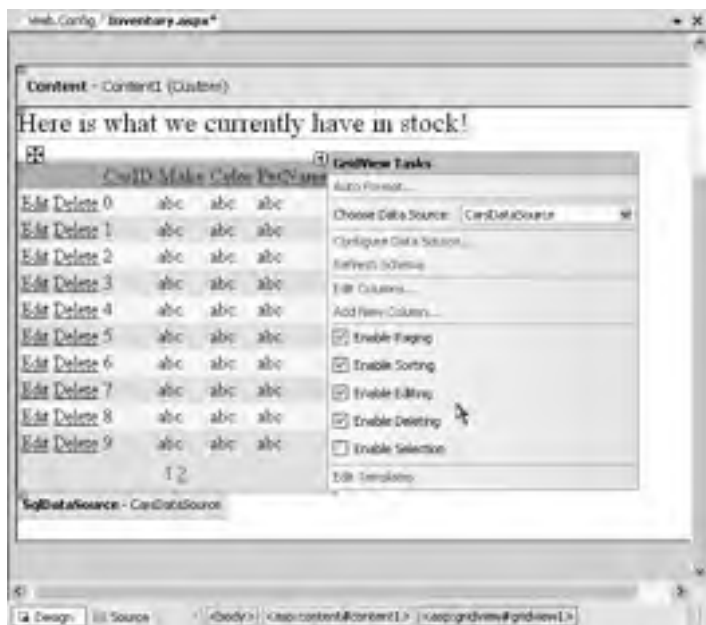 Web.Config Inventory.aspx*
Content - Content1 (Custom)
Here is what we currently have in stock!
CarID Make Color PetName
Edit Delete 0 abc abc abc
Edit Delete 1 abc abc abc
Edit Delete 2 abc abc abc
Edit Delete 3 abc abc abc
Edit Delete 4 abc abc abc
Edit Delete 5 abc abc abc
Edit Delete 6 abc abc abc
Edit Delete 7 abc abc abc
Edit Delete 8 abc abc abc
Edit Delete 9 abc abc abc
1 2
SqlDataSource - CarsDataSource
GridView Tasks
Auto Format...
Choose Data Source: CarsDataSource
Configure Data Source...
Refresh Schema
Edit Columns...
Add New Column...
Enable Paging
Enable Sorting
Enable Editing
Enable Deleting
Enable Selection
Edit Templates
Design Source <body> <asp:content#content1> <asp:gridview#gridview1>